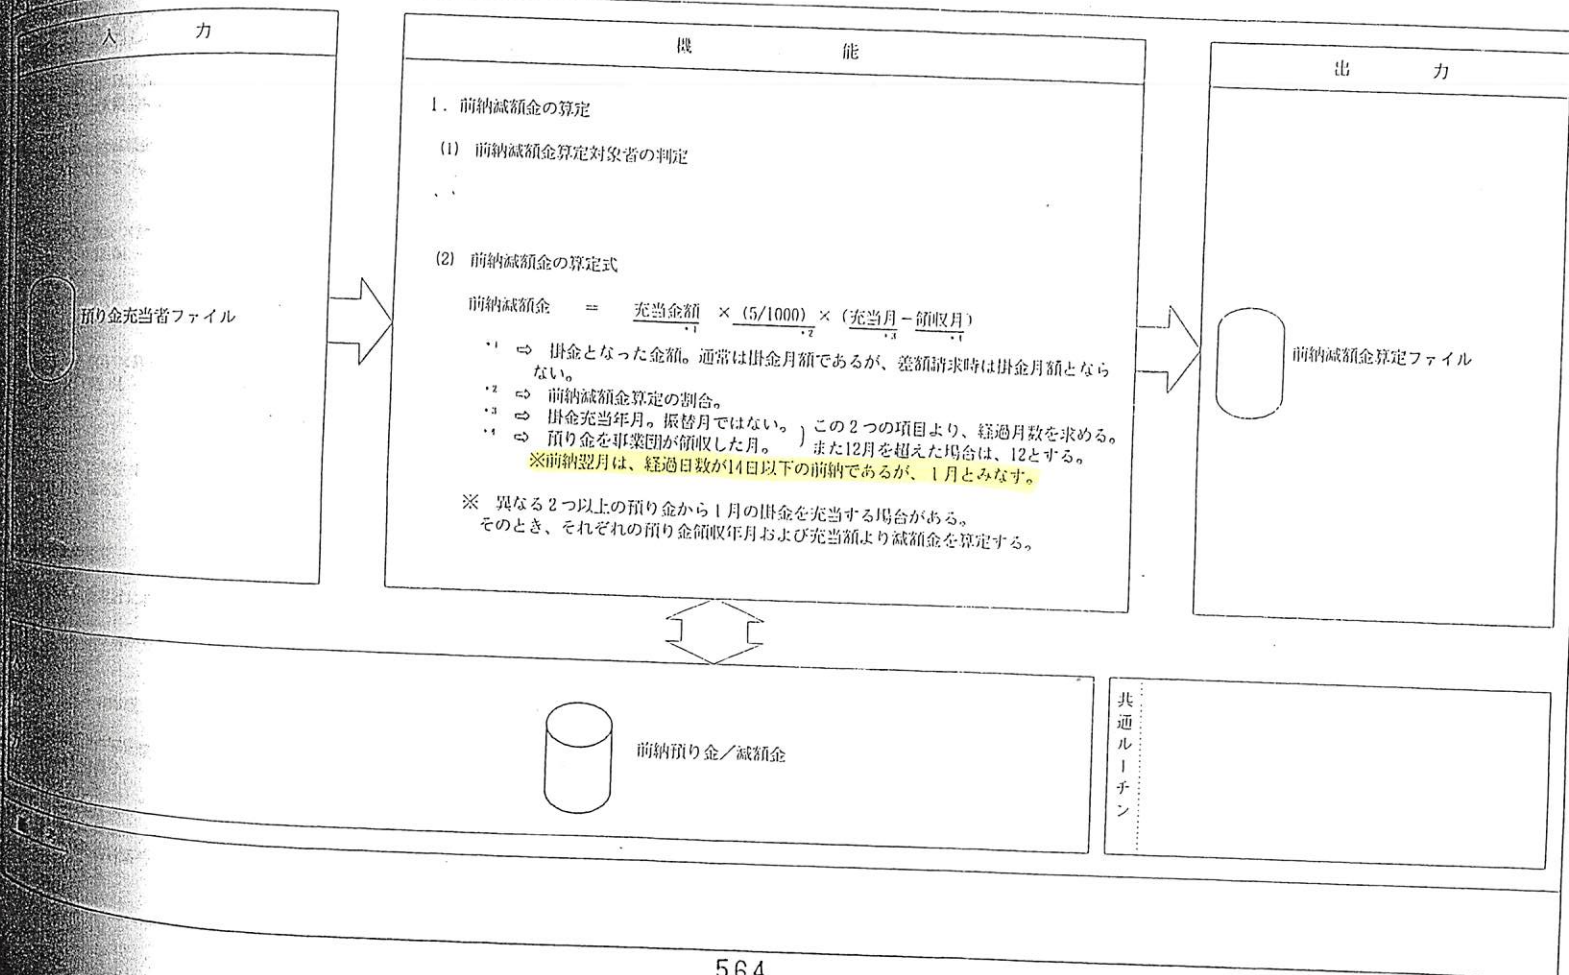 入　力
預り金充当者ファイル
機　能
1. 前納減額金の算定
(1) 前納減額金算定対象者の判定
(2) 前納減額金の算定式
前納減額金 = 充当金額 × (5/1000) × (充当月－領収月)
*1 *2 *3 *4
*1 ⇨ 掛金となった金額。通常は掛金月額であるが、差額請求時は掛金月額となら
ない。
*2 ⇨ 前納減額金算定の割合。
*3 ⇨ 掛金充当年月。振替月ではない。
*4 ⇨ 預り金を事業団が領収した月。
} この2つの項目より、経過月数を求める。
また12月を超えた場合は、12とする。
※前納翌月は、経過日数が14日以下の前納であるが、1月とみなす。
※ 異なる2つ以上の預り金から1月の掛金を充当する場合がある。
そのとき、それぞれの預り金領収年月および充当額より減額金を算定する。
出　力
前納減額金算定ファイル
前納預り金／減額金
共通ルーチン
564